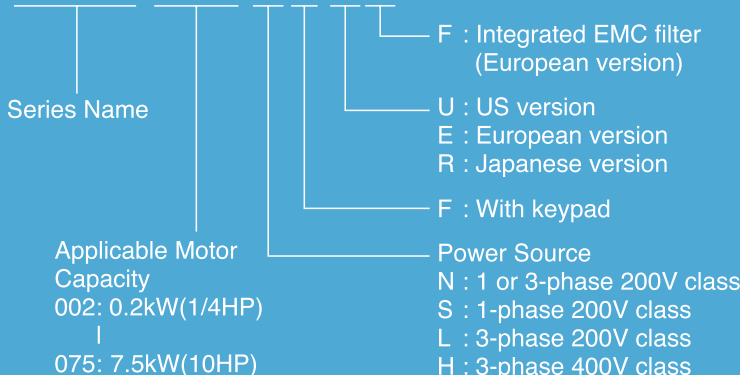 F : Integrated EMC filter
(European version)
Series Name
U : US version
E : European version
R : Japanese version
F : With keypad
Applicable Motor
Capacity
002: 0.2kW(1/4HP)
075: 7.5kW(10HP)
Power Source
N : 1 or 3-phase 200V class
S : 1-phase 200V class
L : 3-phase 200V class
H : 3-phase 400V class